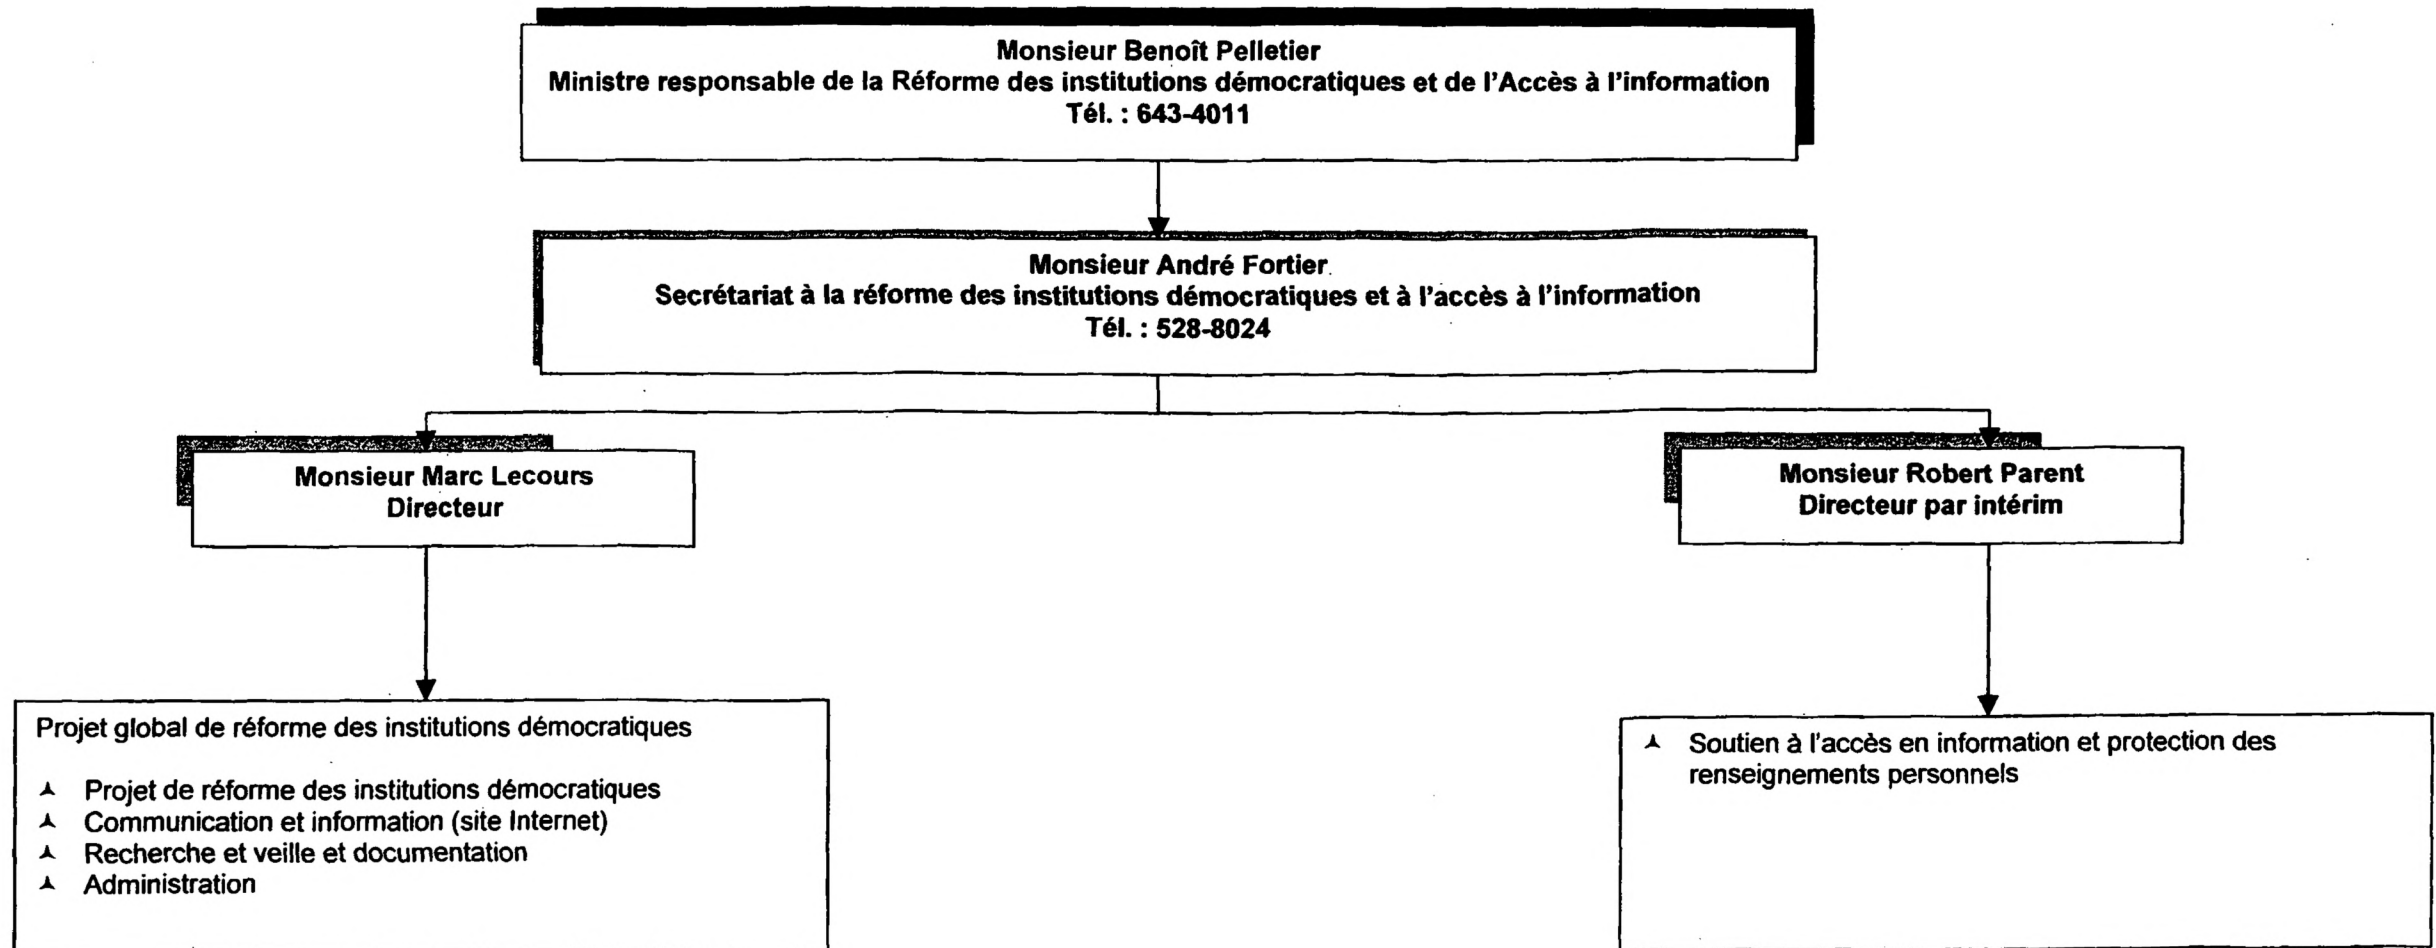 Monsieur Benoît Pelletier
Ministre responsable de la Réforme des institutions démocratiques et de l'Accès à l'information
Tél. : 643-4011
Monsieur André Fortier
Secrétariat à la réforme des institutions démocratiques et à l'accès à l'information
Tél. : 528-8024
Monsieur Marc Lecours
Directeur
Monsieur Robert Parent
Directeur par intérim
Projet global de réforme des institutions démocratiques
Projet de réforme des institutions démocratiques
Communication et information (site Internet)
Recherche et veille et documentation
Administration
Soutien à l'accès en information et protection des
renseignements personnels